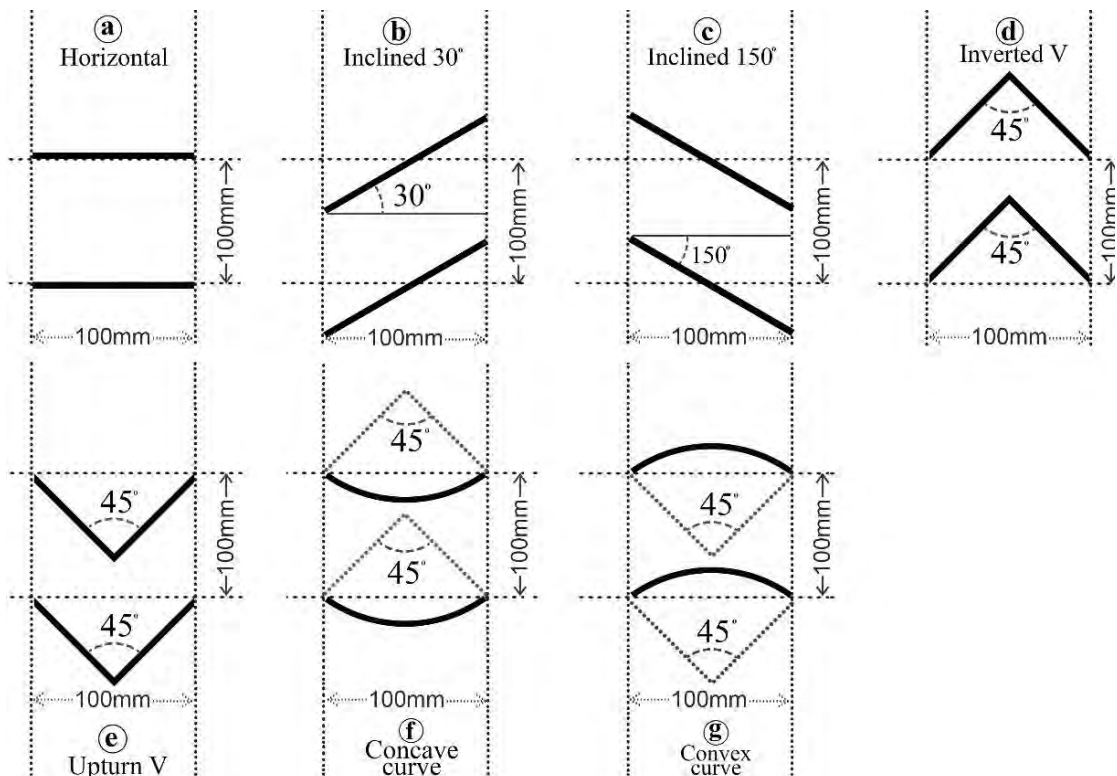 a
Horizontal
100mm
100mm
b
Inclined 30°
30°
100mm
100mm
c
Inclined 150°
150°
100mm
100mm
d
Inverted V
45°
45°
100mm
100mm
45°
45°
100mm
100mm
e
Upturn V
45°
45°
100mm
100mm
f
Concave
curve
45°
45°
100mm
100mm
g
Convex
curve